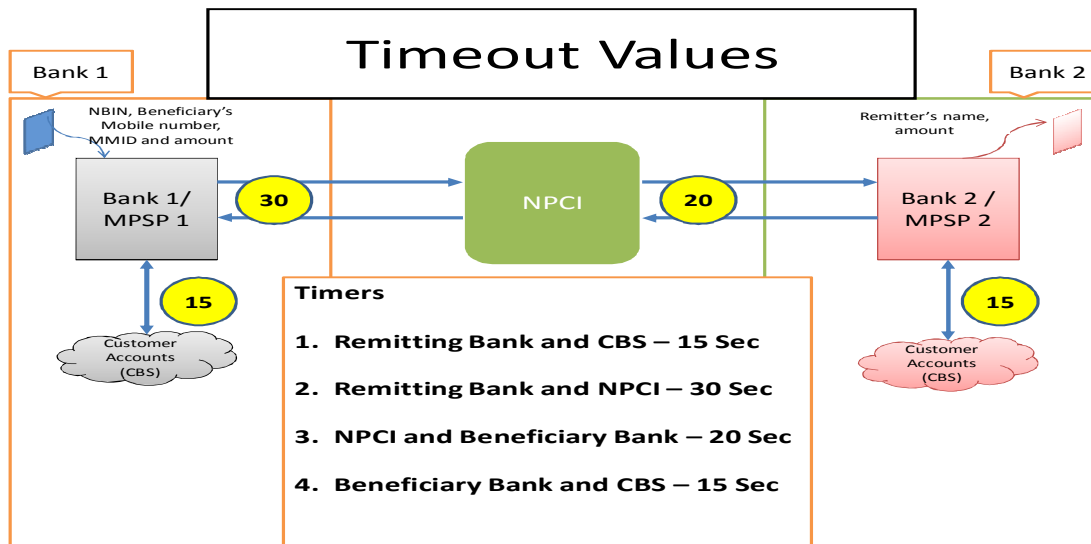 Timeout Values
Bank 1
Bank 2
NBIN, Beneficiary's
Mobile number,
MMID and amount
Remitter's name,
amount
Bank 1/
MPSP 1
30
NPCI
20
Bank 2 /
MPSP 2
15
15
Customer
Accounts
(CBS)
Customer
Accounts
(CBS)
Timers
1. Remitting Bank and CBS – 15 Sec
2. Remitting Bank and NPCI – 30 Sec
3. NPCI and Beneficiary Bank – 20 Sec
4. Beneficiary Bank and CBS – 15 Sec